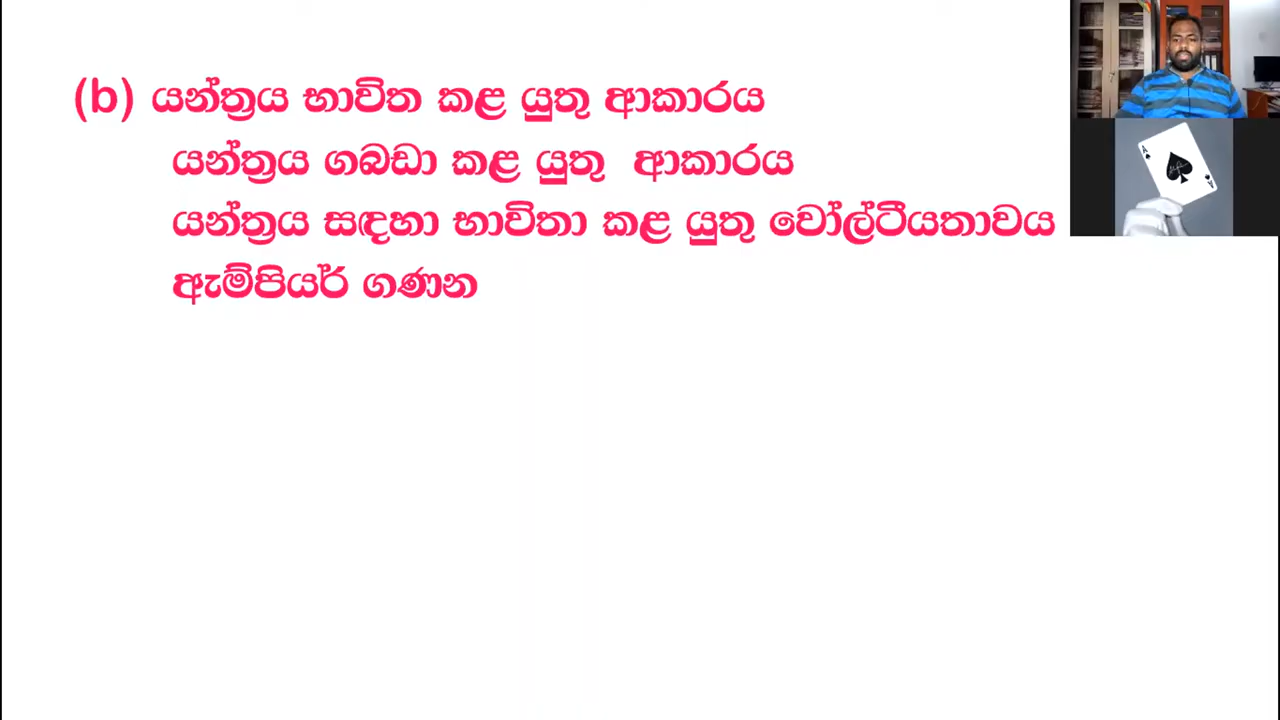 (b) යන්ත්‍රය භාවිත කළ යුතු ආකාරය
යන්ත්‍රය ගබඩා කළ යුතු ආකාරය
යන්ත්‍රය සඳහා භාවිතා කළ යුතු වෝල්ටීයතාවය
ඇම්පියර් ගණන